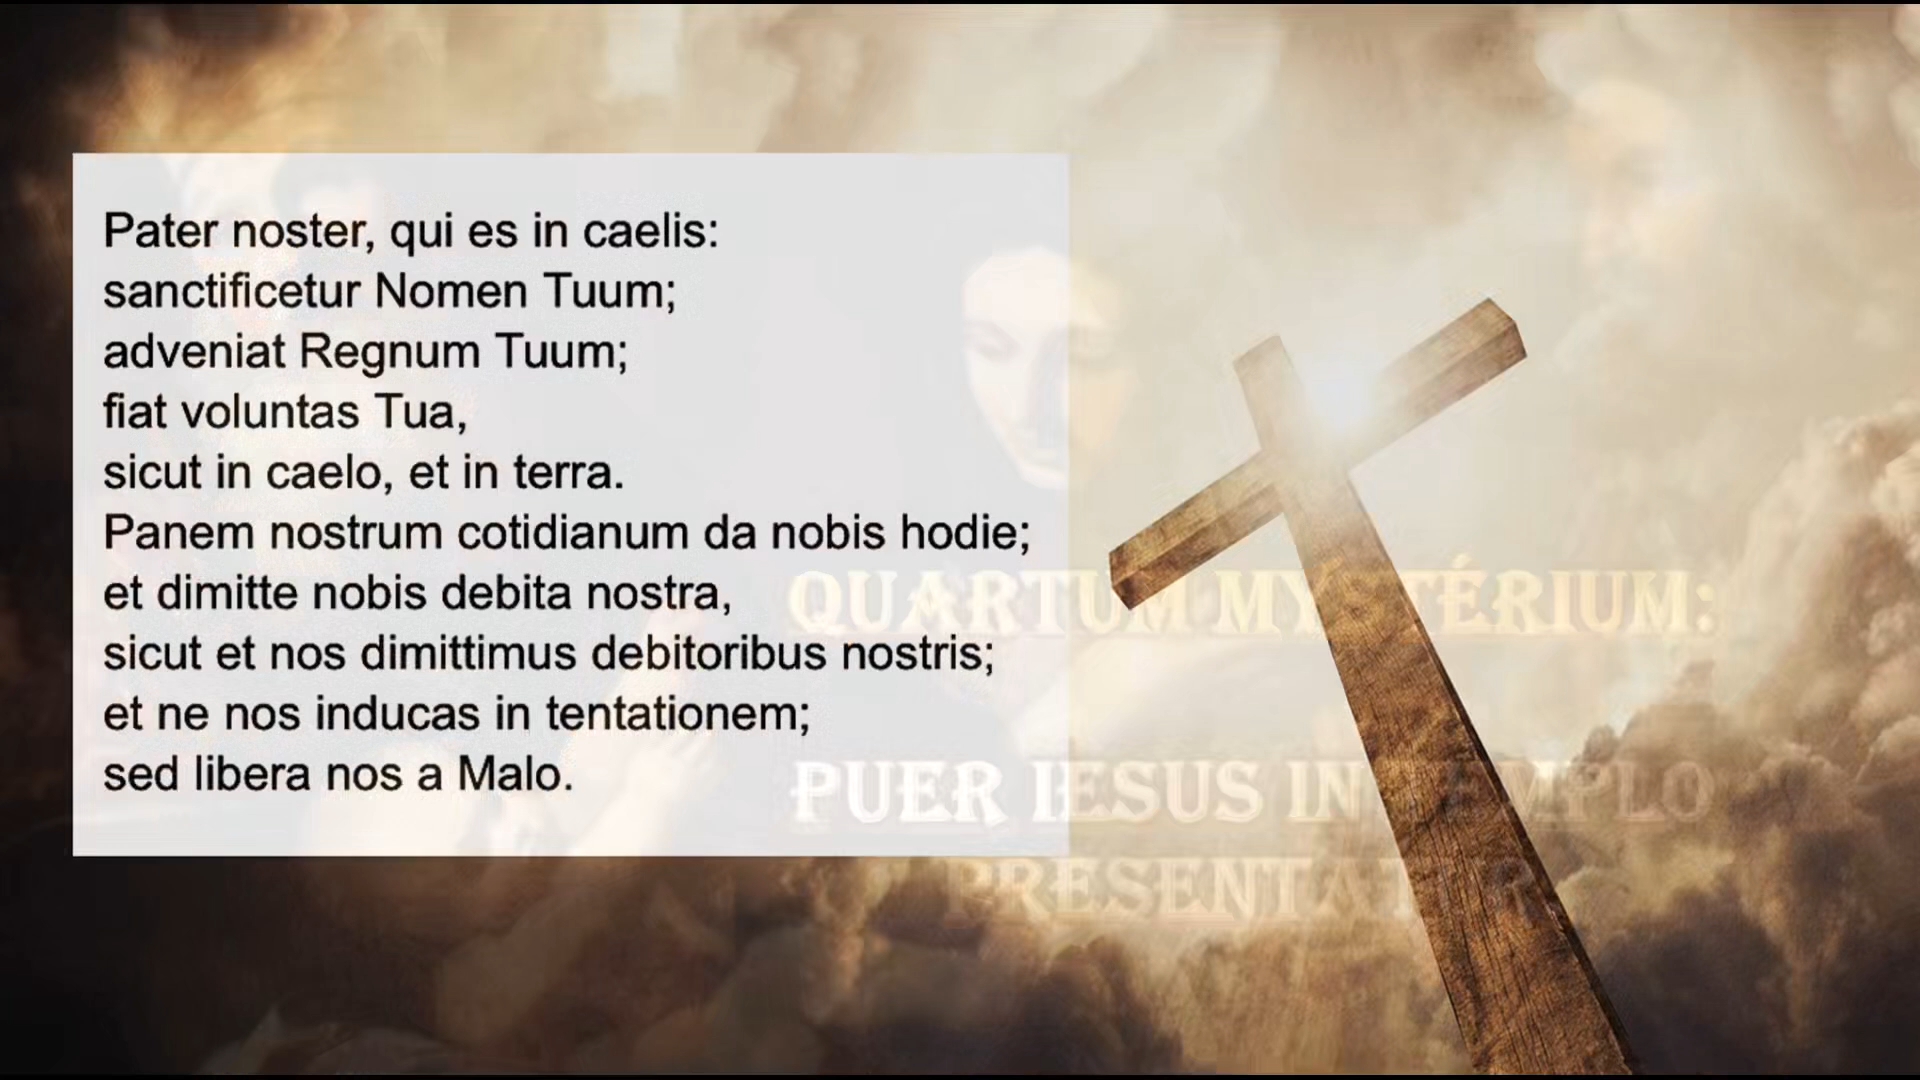 Pater noster, qui es in caelis:
sanctificetur Nomen Tuum;
adveniat Regnum Tuum;
fiat voluntas Tua,
sicut in caelo, et in terra.
Panem nostrum cotidianum da nobis hodie;
et dimitte nobis debita nostra,
sicut et nos dimittimus debitoribus nostris;
et ne nos inducas in tentationem;
sed libera nos a Malo.
QUARTUM MYSTÉRIUM:
PUER IESUS IN TEMPLO
PRESENTATUR